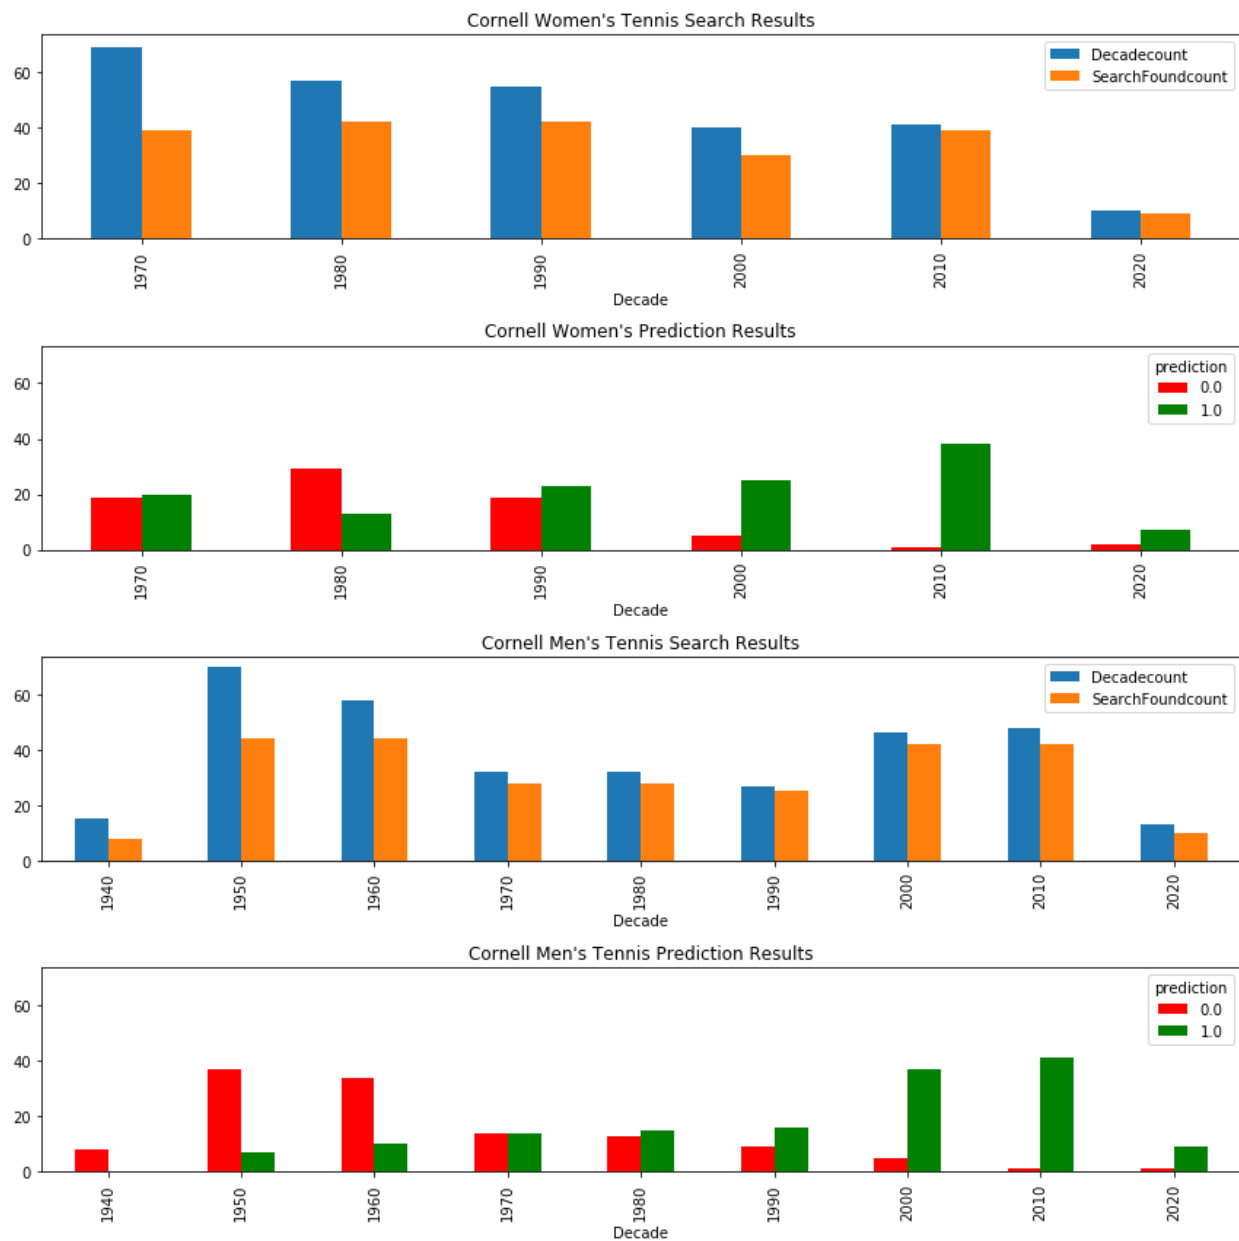 Cornell Women's Tennis Search Results
Decadecount
SearchFoundcount
60
40
20
0
1970 1980 1990 2000 2010 2020
Decade
Cornell Women's Prediction Results
prediction
0.0
1.0
60
40
20
0
1970 1980 1990 2000 2010 2020
Decade
Cornell Men's Tennis Search Results
Decadecount
SearchFoundcount
60
40
20
0
1940 1950 1960 1970 1980 1990 2000 2010 2020
Decade
Cornell Men's Tennis Prediction Results
prediction
0.0
1.0
60
40
20
0
1940 1950 1960 1970 1980 1990 2000 2010 2020
Decade